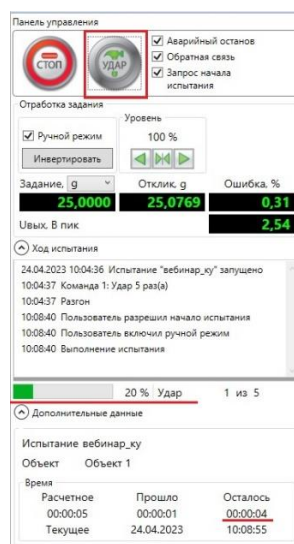 Панель управления
СТОП
УДАР
Аварийный останов
Обратная связь
Запрос начала испытания
Отработка задания
Ручной режим
Инвертировать
Уровень
100 %
Задание, g
Отклик, g
Ошибка, %
25,0000
25,0769
0,31
Uвых, В пик
2,54
Ход испытания
24.04.2023 10:04:36 Испытание "вебинар_ку" запущено
10:04:37 Команда 1: Удар 5 раз(а)
10:04:37 Разгон
10:08:40 Пользователь разрешил начало испытания
10:08:40 Пользователь включил ручной режим
10:08:40 Выполнение испытания
20 % Удар 1 из 5
Дополнительные данные
Испытание вебинар_ку
Объект Объект 1
Время
Расчетное Прошло Осталось
00:00:05 00:00:01 00:00:04
Текущее 24.04.2023 10:08:55